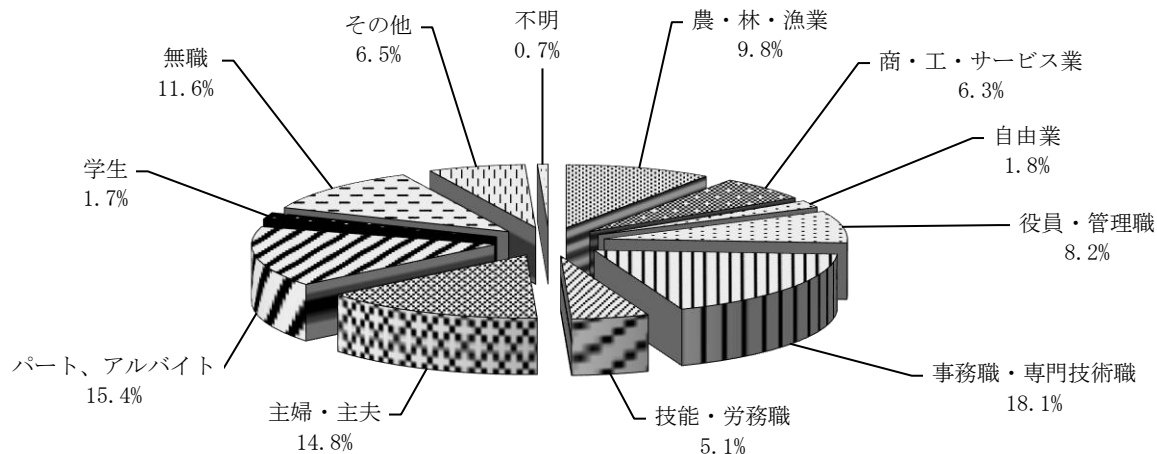 不明
0.7%
農・林・漁業
9.8%
商・工・サービス業
6.3%
自由業
1.8%
役員・管理職
8.2%
事務職・専門技術職
18.1%
技能・労務職
5.1%
主婦・主夫
14.8%
パート、アルバイト
15.4%
学生
1.7%
無職
11.6%
その他
6.5%